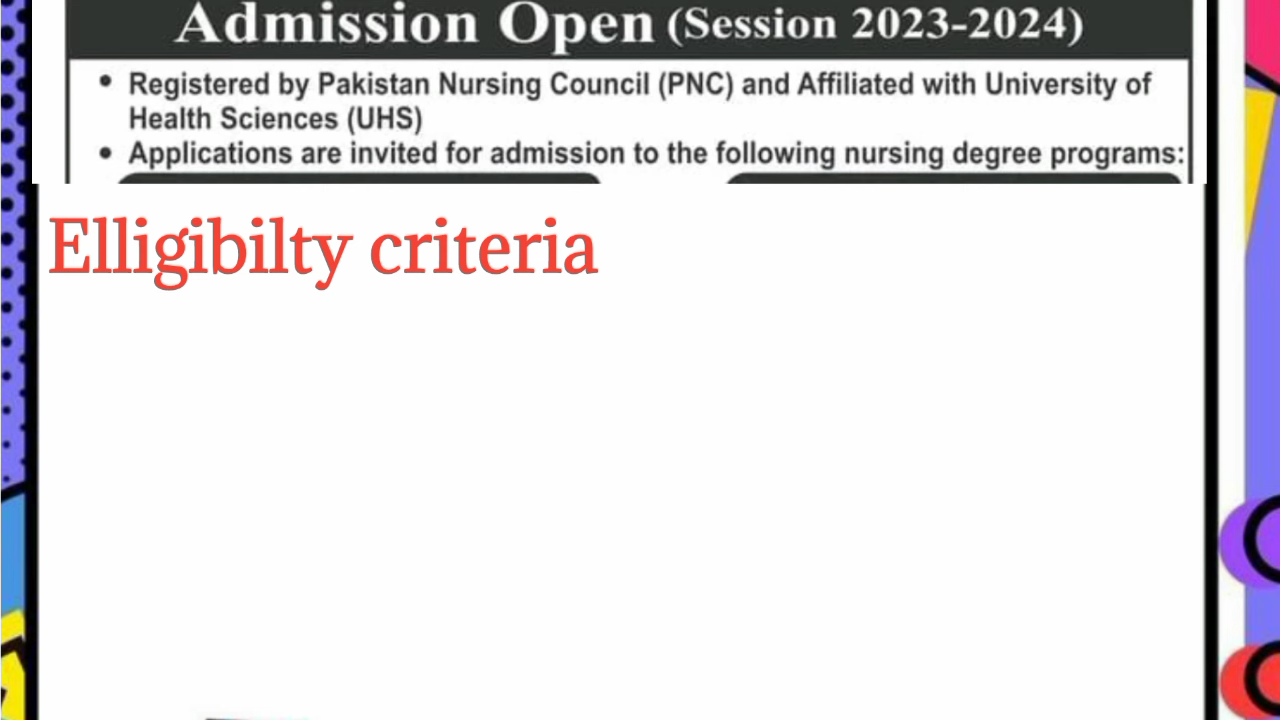 Admission Open (Session 2023-2024)
• Registered by Pakistan Nursing Council (PNC) and Affiliated with University of
Health Sciences (UHS)
• Applications are invited for admission to the following nursing degree programs:
Elligibilty criteria